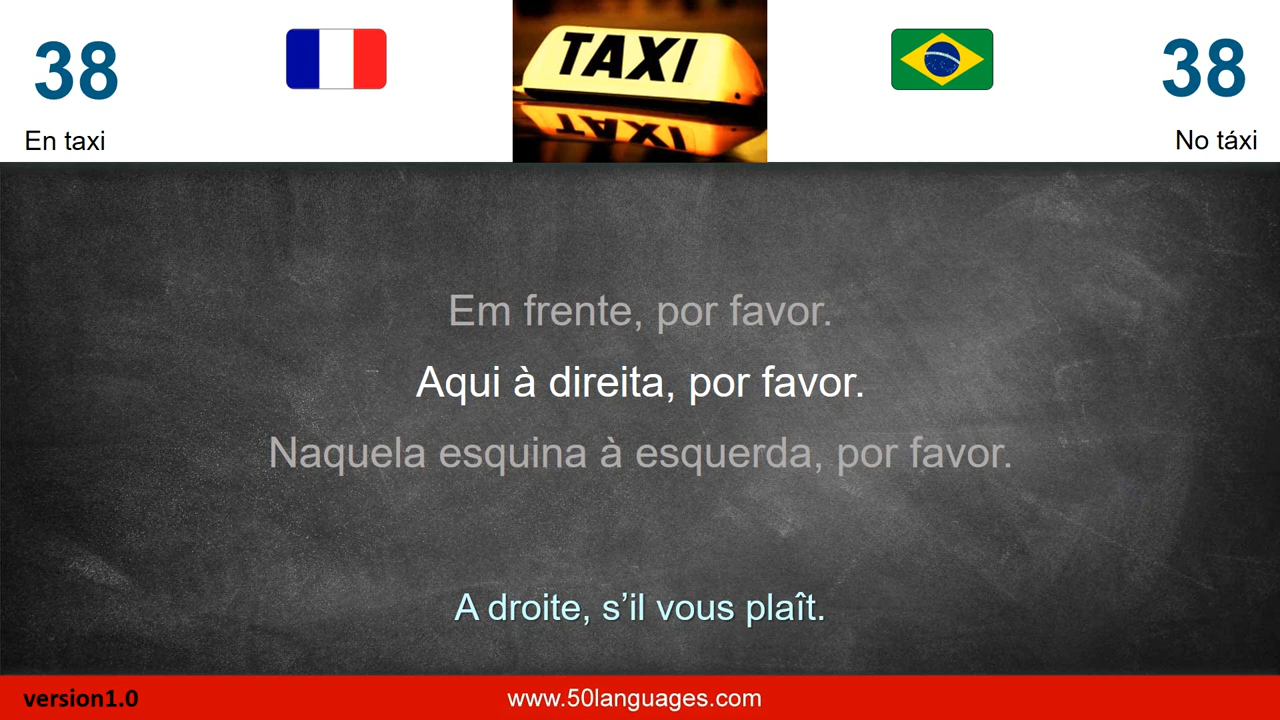 38
En taxi
TAXI
38
No táxi
Em frente, por favor.
Aqui à direita, por favor.
Naquela esquina à esquerda, por favor.
A droite, s’il vous plaît.
version1.0
www.50languages.com